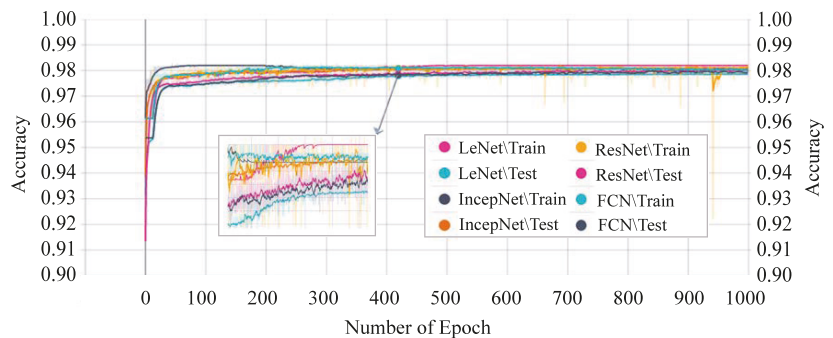 1.00
0.99
0.98
0.97
0.96
0.95
0.94
0.93
0.92
0.91
0.90
Accuracy
1.00
0.99
0.98
0.97
0.96
0.95
0.94
0.93
0.92
0.91
0.90
Accuracy
LeNet\Train
LeNet\Test
IncepNet\Train
IncepNet\Test
ResNet\Train
ResNet\Test
FCN\Train
FCN\Test
0 100 200 300 400 500 600 700 800 900 1000
Number of Epoch